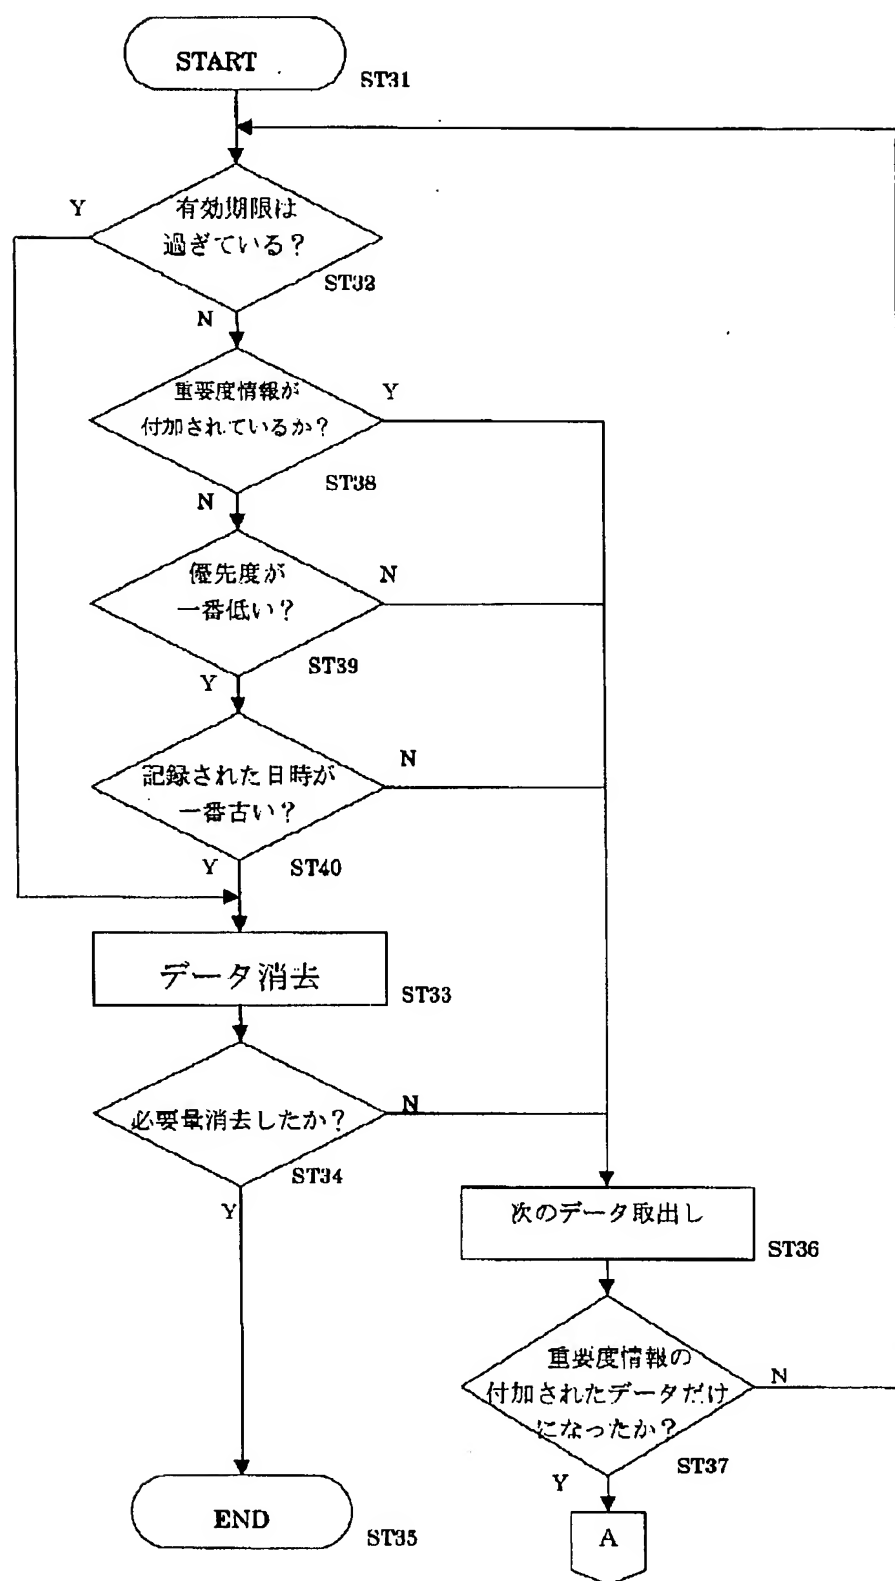 START
ST31
Y
有効期限は
過ぎている？
ST32
N
重要度情報が
付加されているか？
Y
ST38
N
優先度が
一番低い？
N
ST39
Y
記録された日時が
一番古い？
N
ST40
Y
データ消去
ST33
必要量消去したか？
N
ST34
Y
次のデータ取出し
ST36
重要度情報の
付加されたデータだけ
になったか？
N
ST37
Y
END
ST35
A